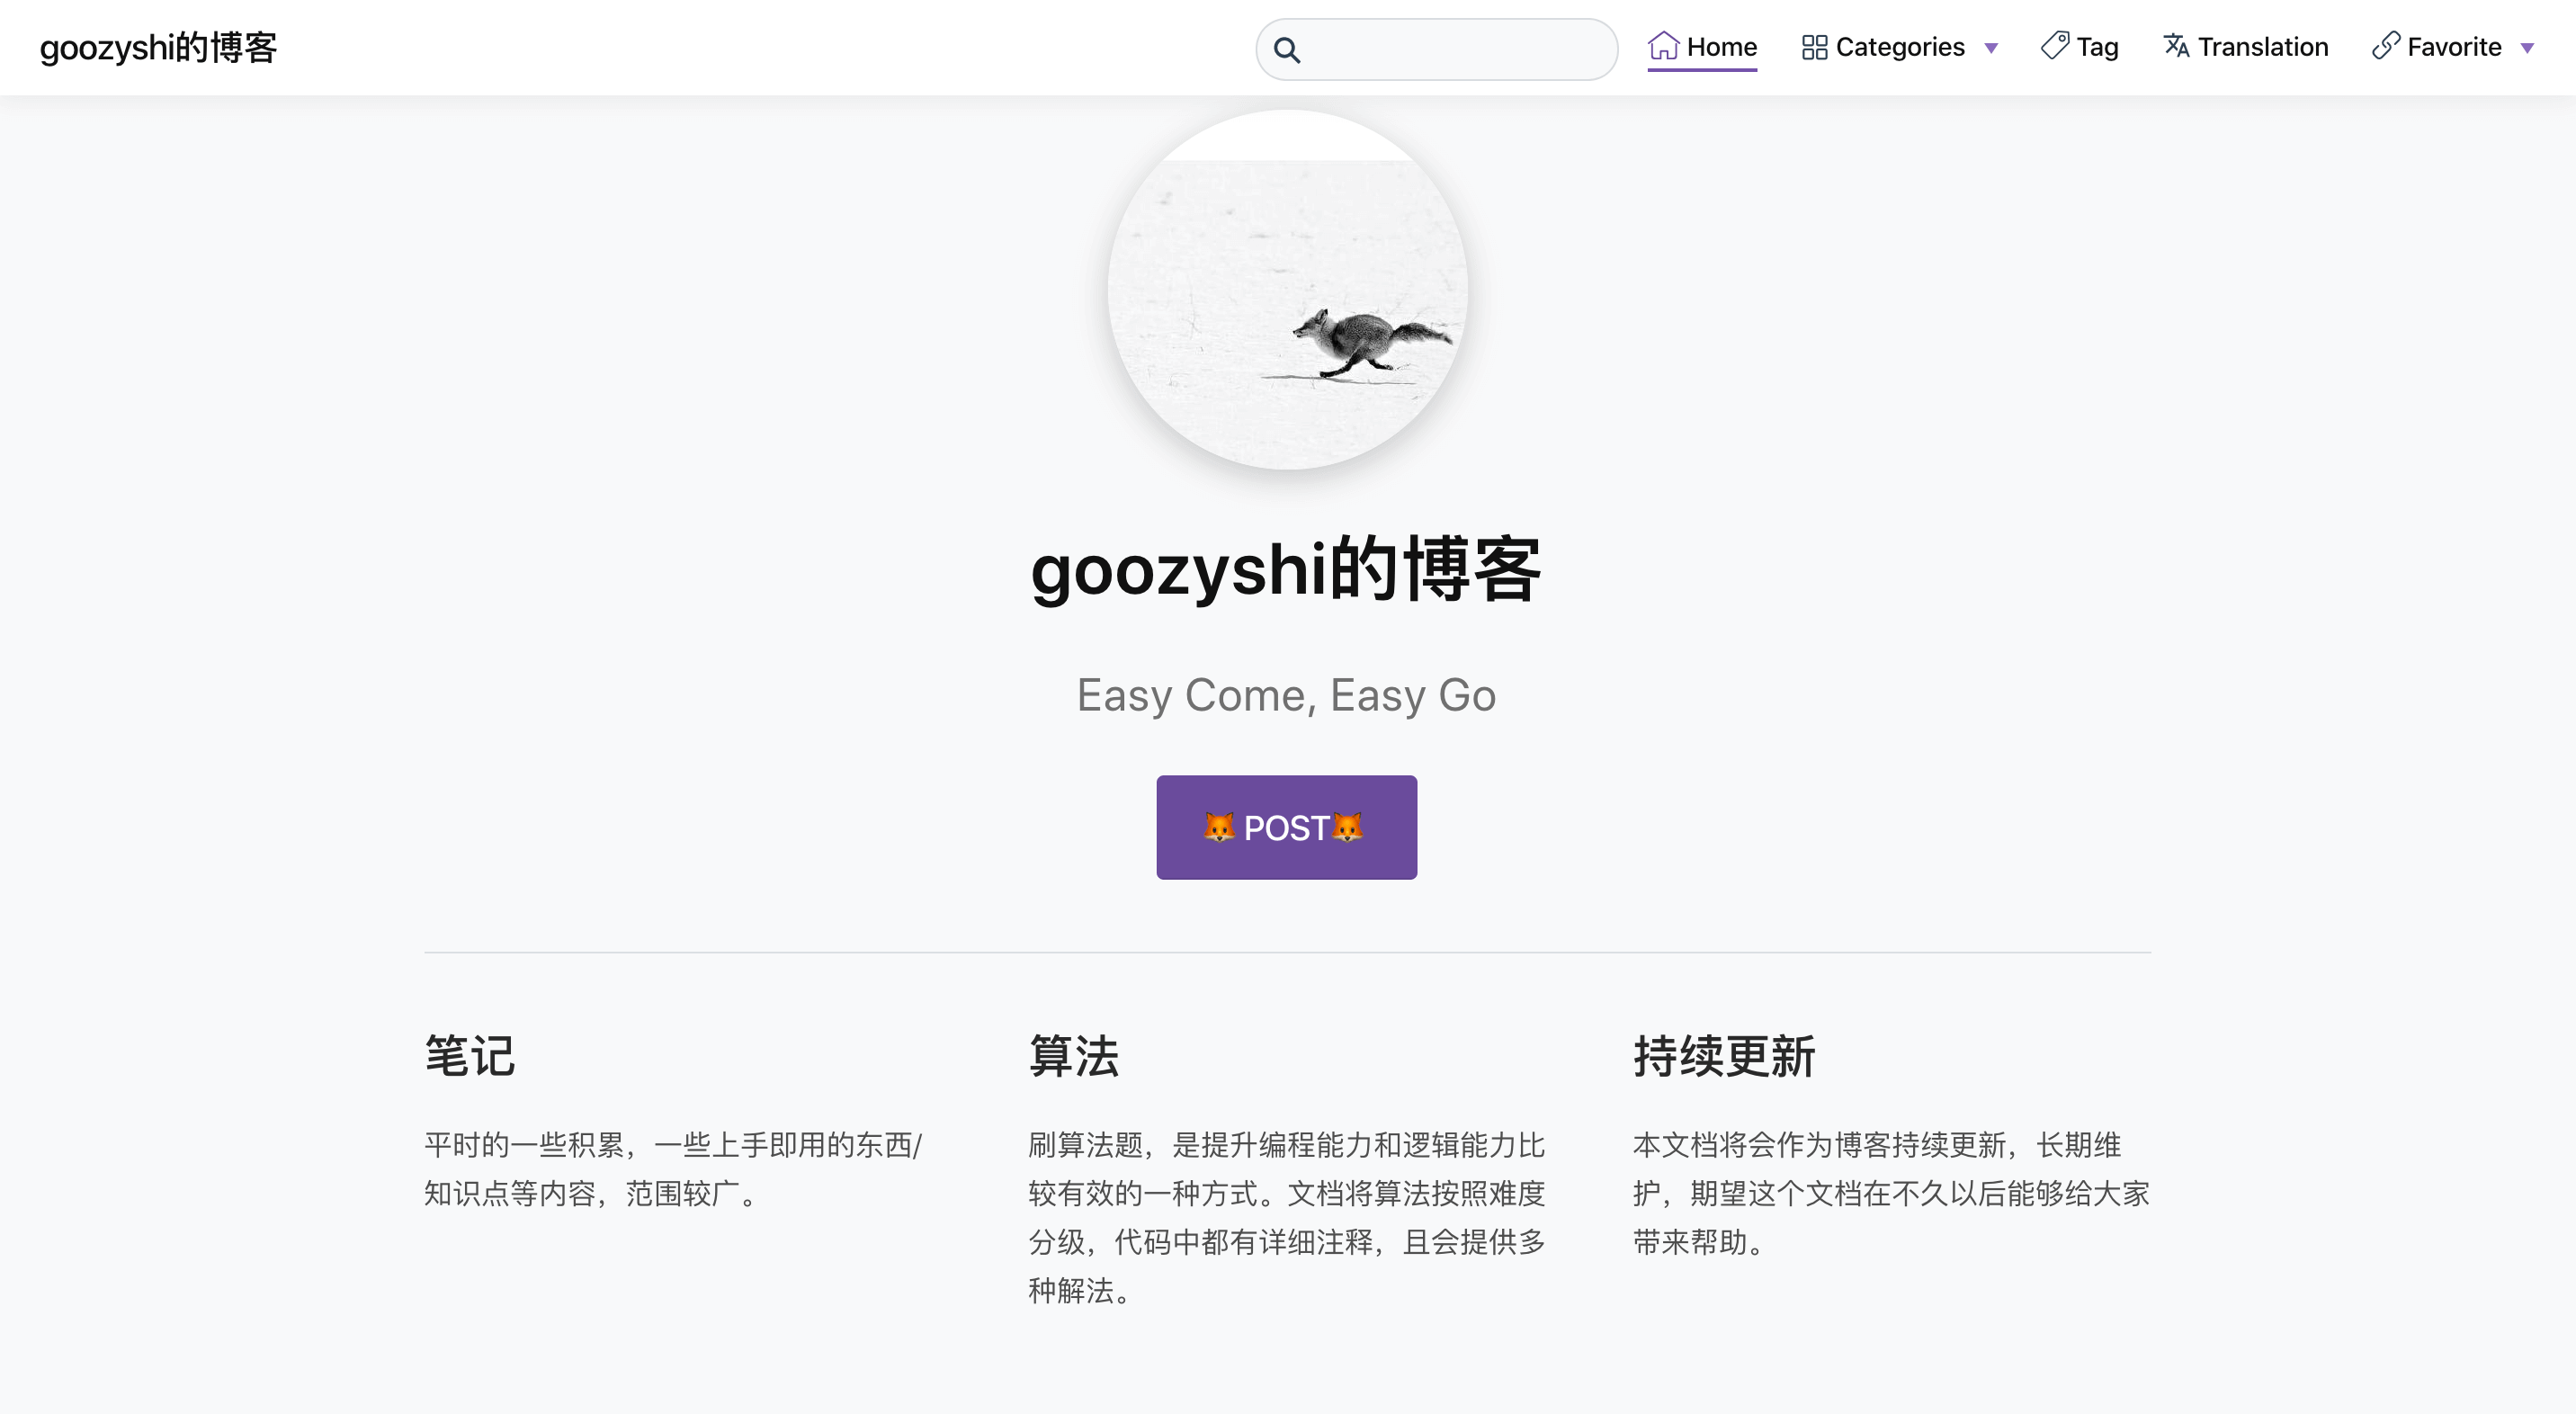 goozyshi的博客
Home Categories Tag Translation Favorite
goozyshi的博客
Easy Come, Easy Go
🦊 POST🦊
笔记
平时的一些积累，一些上手即用的东西/
知识点等内容，范围较广。
算法
刷算法题，是提升编程能力和逻辑能力比
较有效的一种方式。文档将算法按照难度
分级，代码中都有详细注释，且会提供多
种解法。
持续更新
本文档将会作为博客持续更新，长期维
护，期望这个文档在不久以后能够给大家
带来帮助。